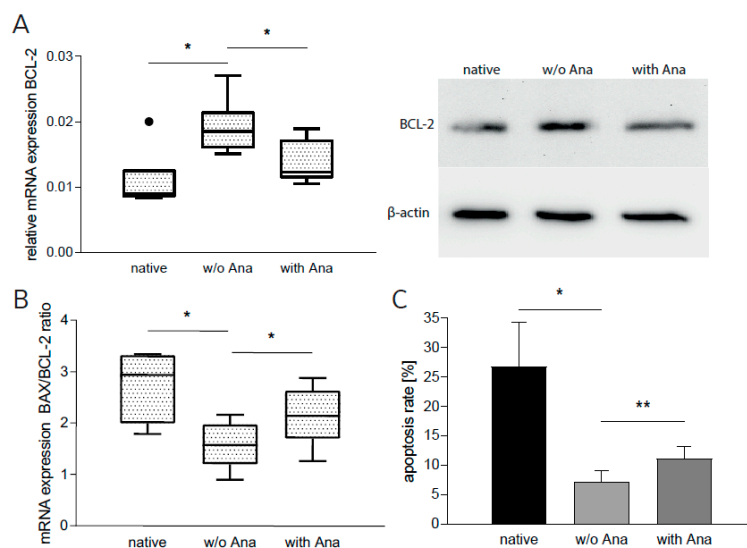 A
relative mRNA expression BCL-2
0.03
0.02
0.01
0.00
*
*
native
w/o Ana
with Ana
native
w/o Ana
with Ana
BCL-2
β-actin
B
mRNA expression BAX/BCL-2 ratio
4
3
2
1
0
*
*
native
w/o Ana
with Ana
C
apoptosis rate [%]
35
30
25
20
15
10
5
0
*
**
native
w/o Ana
with Ana